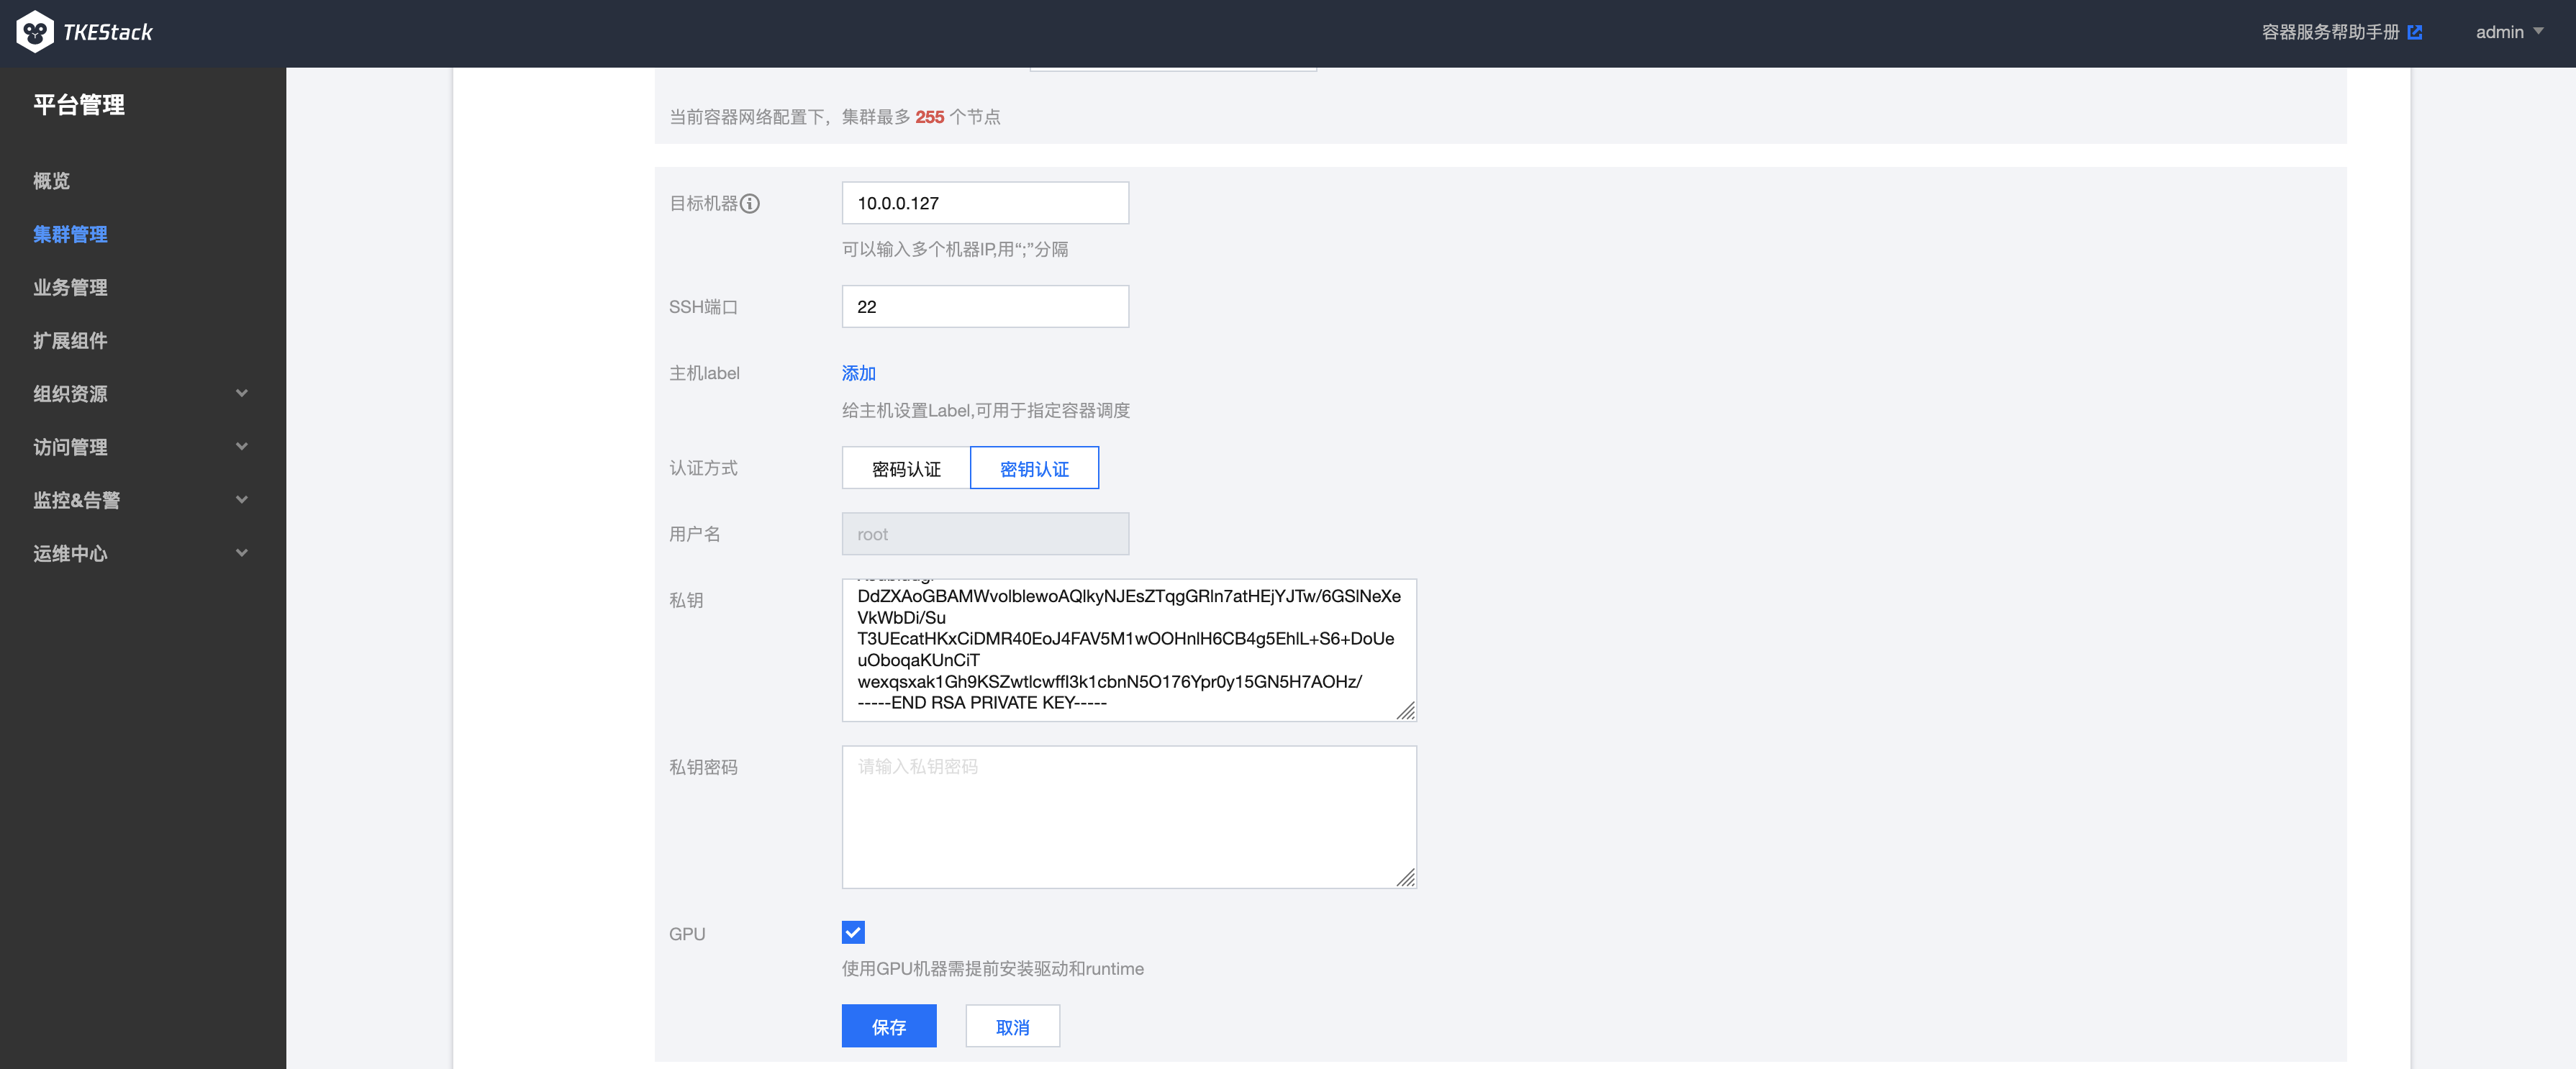 TKEStack
容器服务帮助手册
admin
平台管理
概览
集群管理
业务管理
扩展组件
组织资源
访问管理
监控&告警
运维中心
当前容器网络配置下，集群最多 255 个节点
目标机器
10.0.0.127
可以输入多个机器IP,用“;”分隔
SSH端口
22
主机label
添加
给主机设置Label,可用于指定容器调度
认证方式
密码认证
密钥认证
用户名
root
私钥
DdZXAoGBAMWvolblewoAQlkyNJEsZTqgGRln7atHEjYJTw/6GSlNeXe
VkWbDi/Su
T3UEcatHKxCiDMR40EoJ4FAV5M1wOOHnlH6CB4g5EhlL+S6+DoUe
uOboqaKUnCiT
wexqsxak1Gh9KSZwtlcwffl3k1cbnN5O176Ypr0y15GN5H7AOHz/
-----END RSA PRIVATE KEY-----
私钥密码
请输入私钥密码
GPU
使用GPU机器需提前安装驱动和runtime
保存
取消